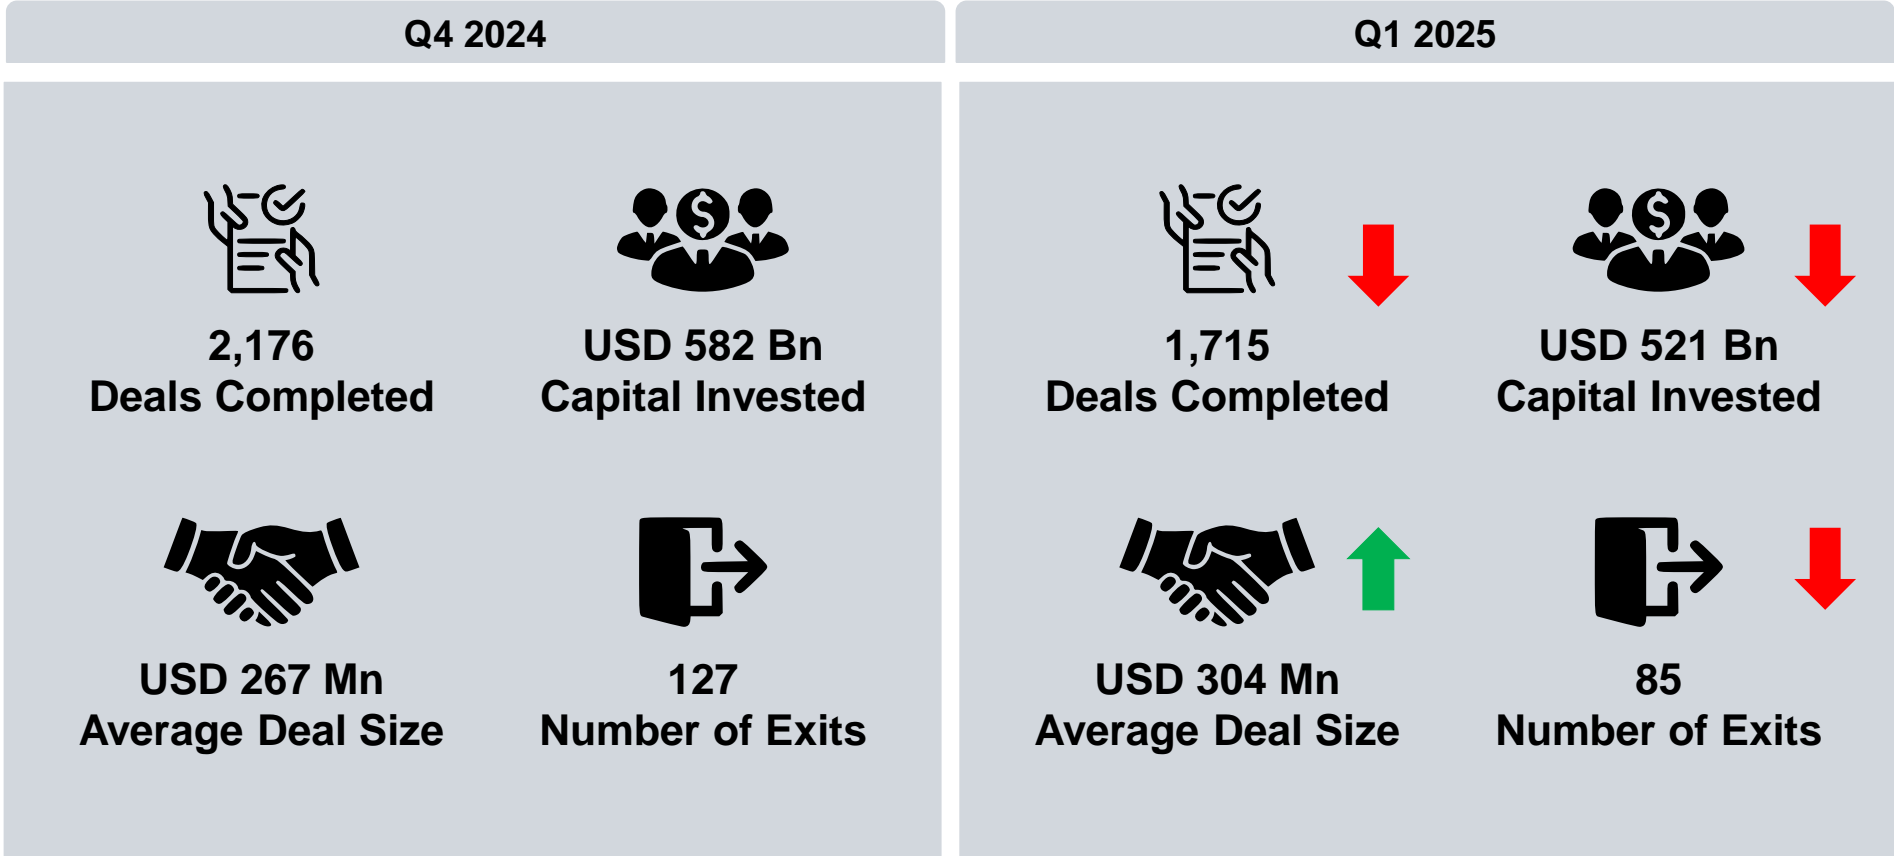 Q4 2024
2,176
Deals Completed
USD 582 Bn
Capital Invested
USD 267 Mn
Average Deal Size
127
Number of Exits
Q1 2025
1,715
Deals Completed
USD 521 Bn
Capital Invested
USD 304 Mn
Average Deal Size
85
Number of Exits